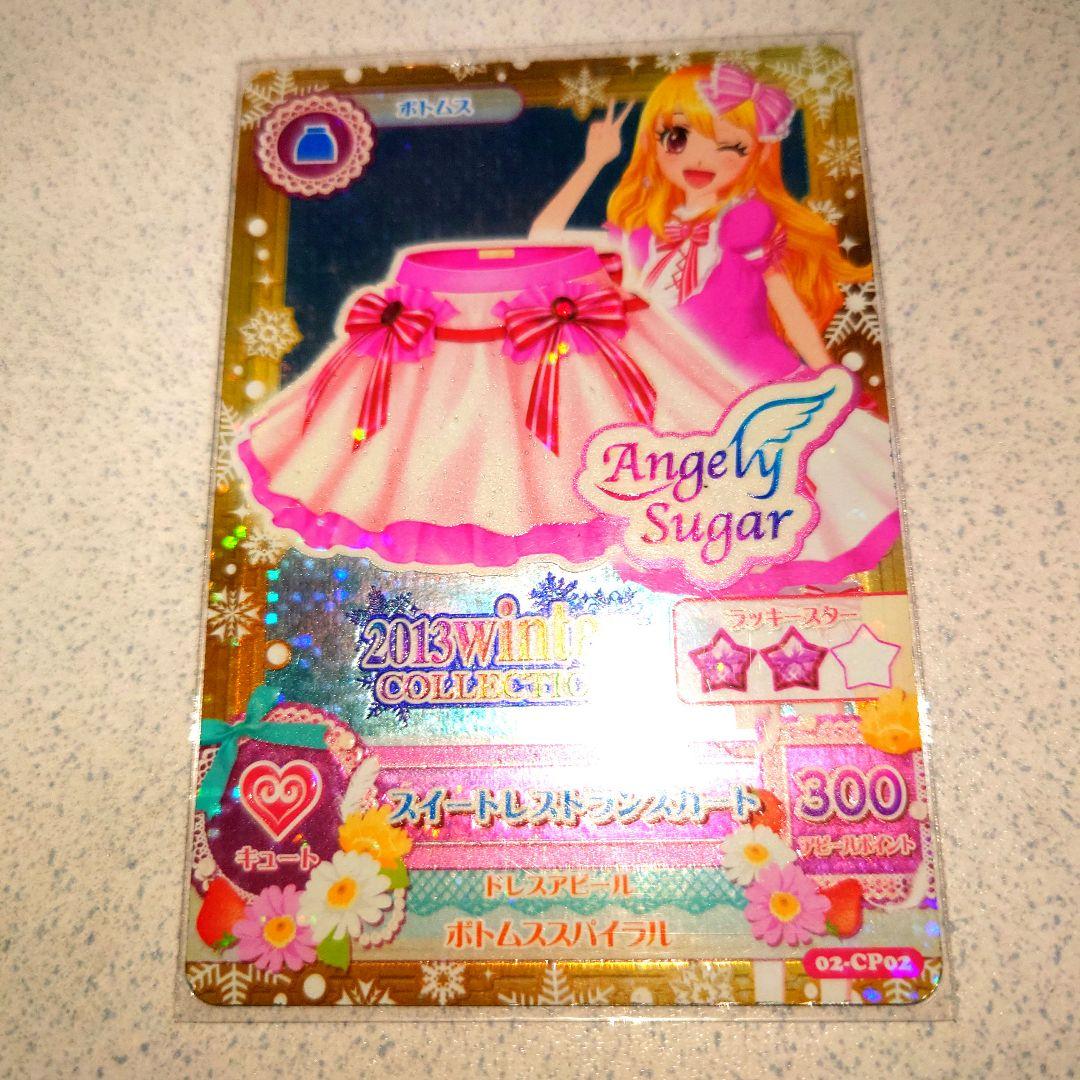 ボトムス
Angely
Sugar
2013 winte
COLLECTIO
ラッキースター
スイートレストランスカート
300
アピールポイント
キュート
ドレスアピール
ボトムススパイラル
02-CP02